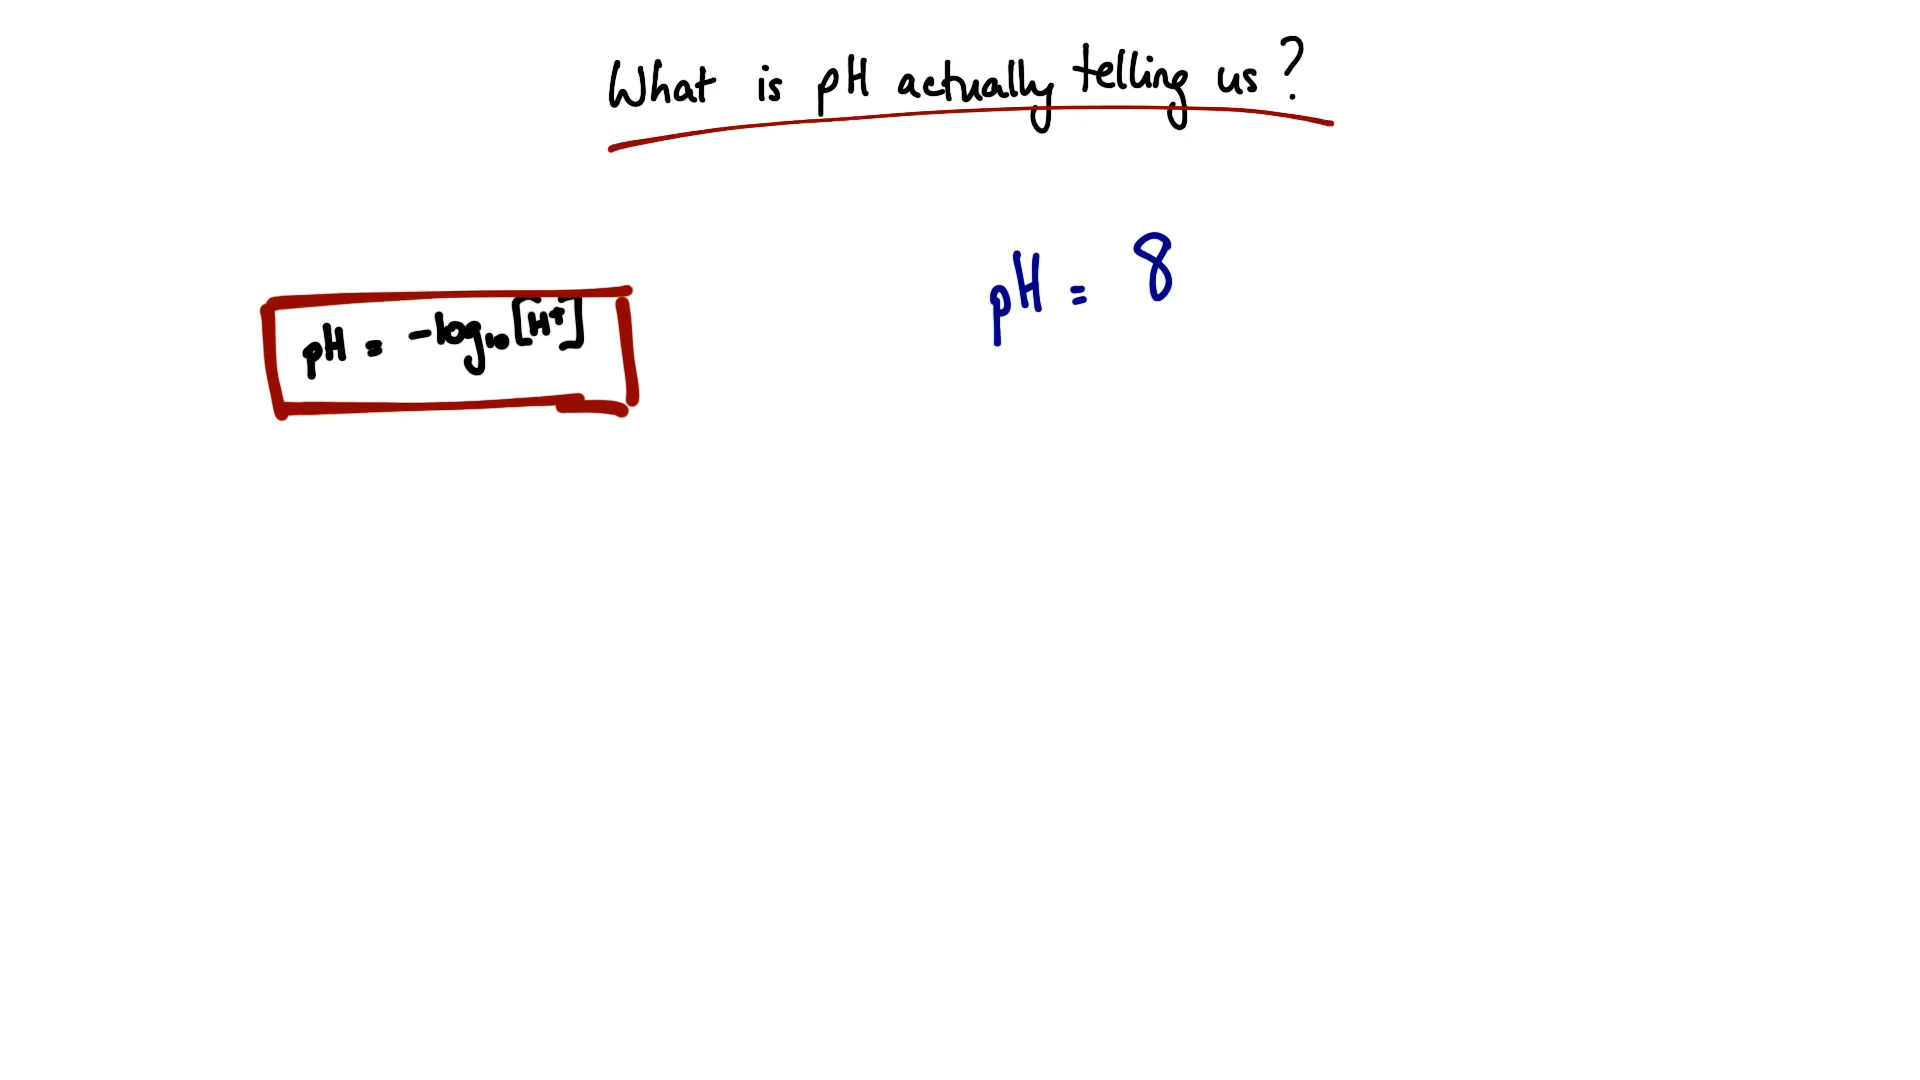 What is pH actually telling us?
pH = 8
pH = -log₁₀[H⁺]